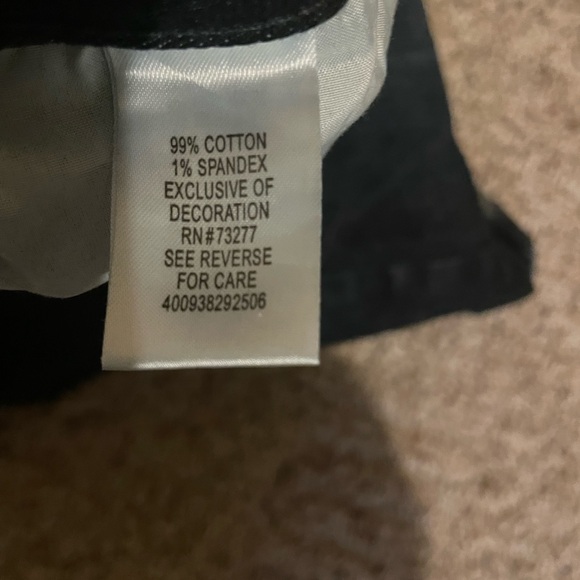 99% COTTON
1% SPANDEX
EXCLUSIVE OF
DECORATION
RN#73277
SEE REVERSE
FOR CARE
400938292506